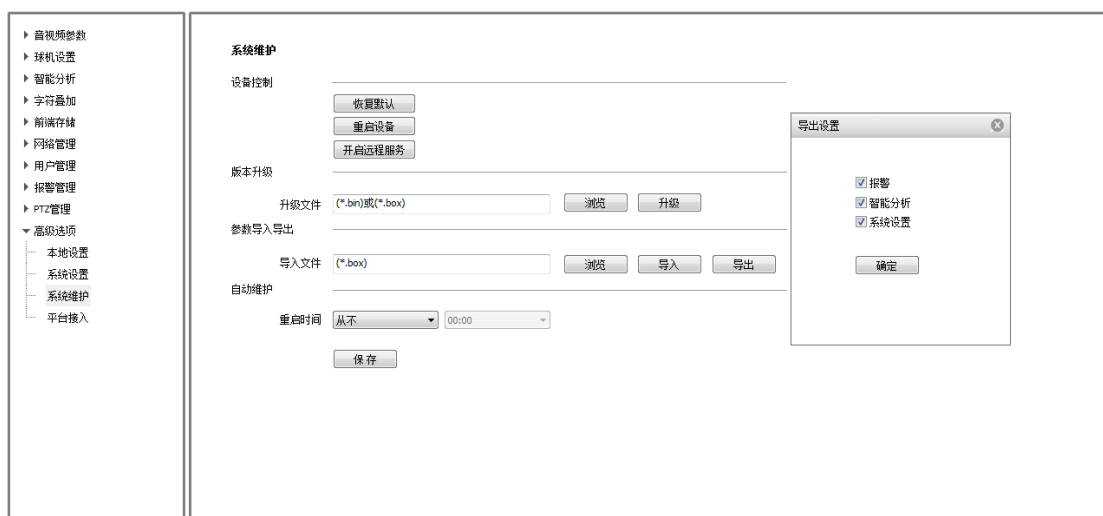 音视频参数
球机设置
智能分析
字符叠加
前端存储
网络管理
用户管理
报警管理
PTZ管理
高级选项
本地设置
系统设置
系统维护
平台接入
系统维护
设备控制
恢复默认
重启设备
开启远程服务
版本升级
升级文件 (*.bin)或(*.box) 浏览 升级
参数导入导出
导入文件 (*.box) 浏览 导入 导出
自动维护
重启时间 从不 00:00
保存
导出设置
报警
智能分析
系统设置
确定